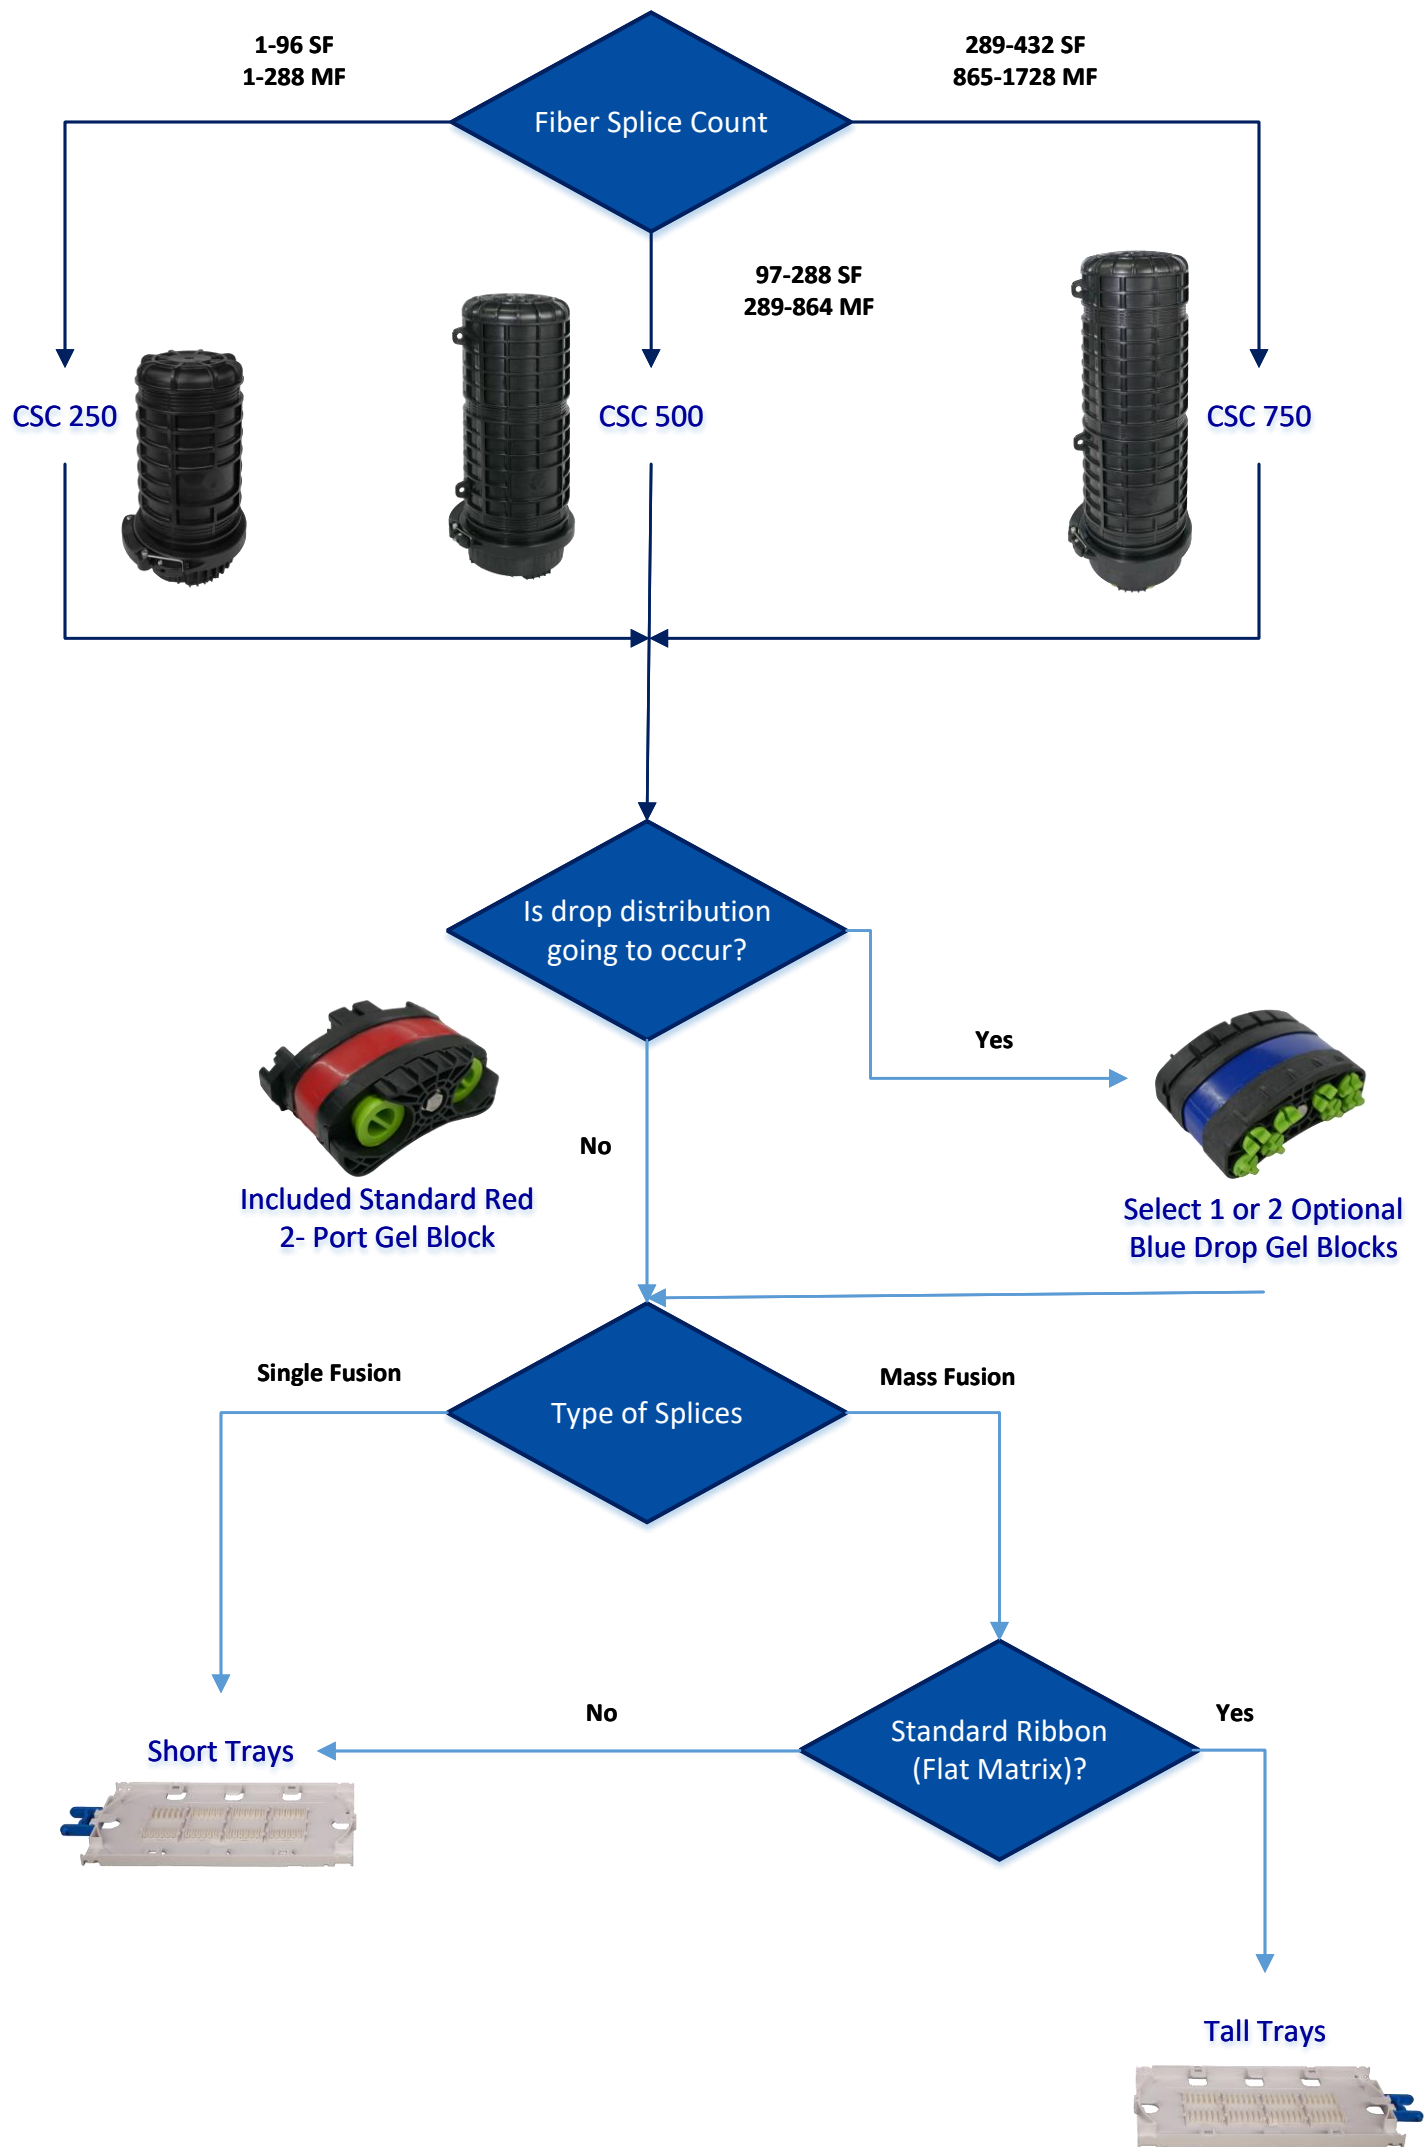 1-96 SF
1-288 MF
289-432 SF
865-1728 MF
Fiber Splice Count
97-288 SF
289-864 MF
CSC 250
CSC 500
CSC 750
Is drop distribution
going to occur?
Yes
No
Included Standard Red
2- Port Gel Block
Select 1 or 2 Optional
Blue Drop Gel Blocks
Single Fusion
Mass Fusion
Type of Splices
No
Yes
Standard Ribbon
(Flat Matrix)?
Short Trays
Tall Trays